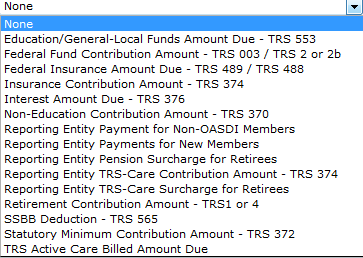 None
None
Education/General-Local Funds Amount Due - TRS 553
Federal Fund Contribution Amount - TRS 003 / TRS 2 or 2b
Federal Insurance Amount Due - TRS 489 / TRS 488
Insurance Contribution Amount - TRS 374
Interest Amount Due - TRS 376
Non-Education Contribution Amount - TRS 370
Reporting Entity Payment for Non-OASDI Members
Reporting Entity Payments for New Members
Reporting Entity Pension Surcharge for Retirees
Reporting Entity TRS-Care Contribution Amount - TRS 374
Reporting Entity TRS-Care Surcharge for Retirees
Retirement Contribution Amount - TRS1 or 4
SSBB Deduction - TRS 565
Statutory Minimum Contribution Amount - TRS 372
TRS Active Care Billed Amount Due